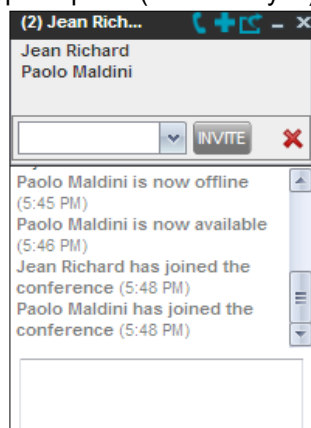 (2) Jean Rich...
Jean Richard
Paolo Maldini
INVITE
Paolo Maldini is now offline
(5:45 PM)
Paolo Maldini is now available
(5:46 PM)
Jean Richard has joined the
conference (5:48 PM)
Paolo Maldini has joined the
conference (5:48 PM)